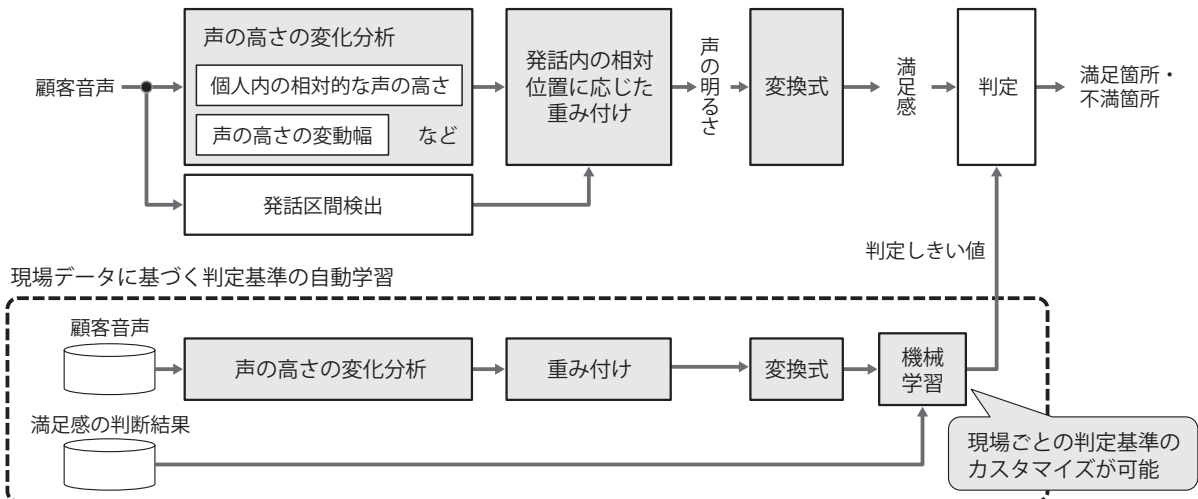 顧客音声
声の高さの変化分析
個人内の相対的な声の高さ
声の高さの変動幅
など
発話区間検出
発話内の相対
位置に応じた
重み付け
声の明るさ
変換式
満足感
判定
満足箇所・
不満箇所
判定しきい値
現場データに基づく判定基準の自動学習
顧客音声
声の高さの変化分析
重み付け
変換式
機械
学習
満足感の判断結果
現場ごとの判定基準の
カスタマイズが可能